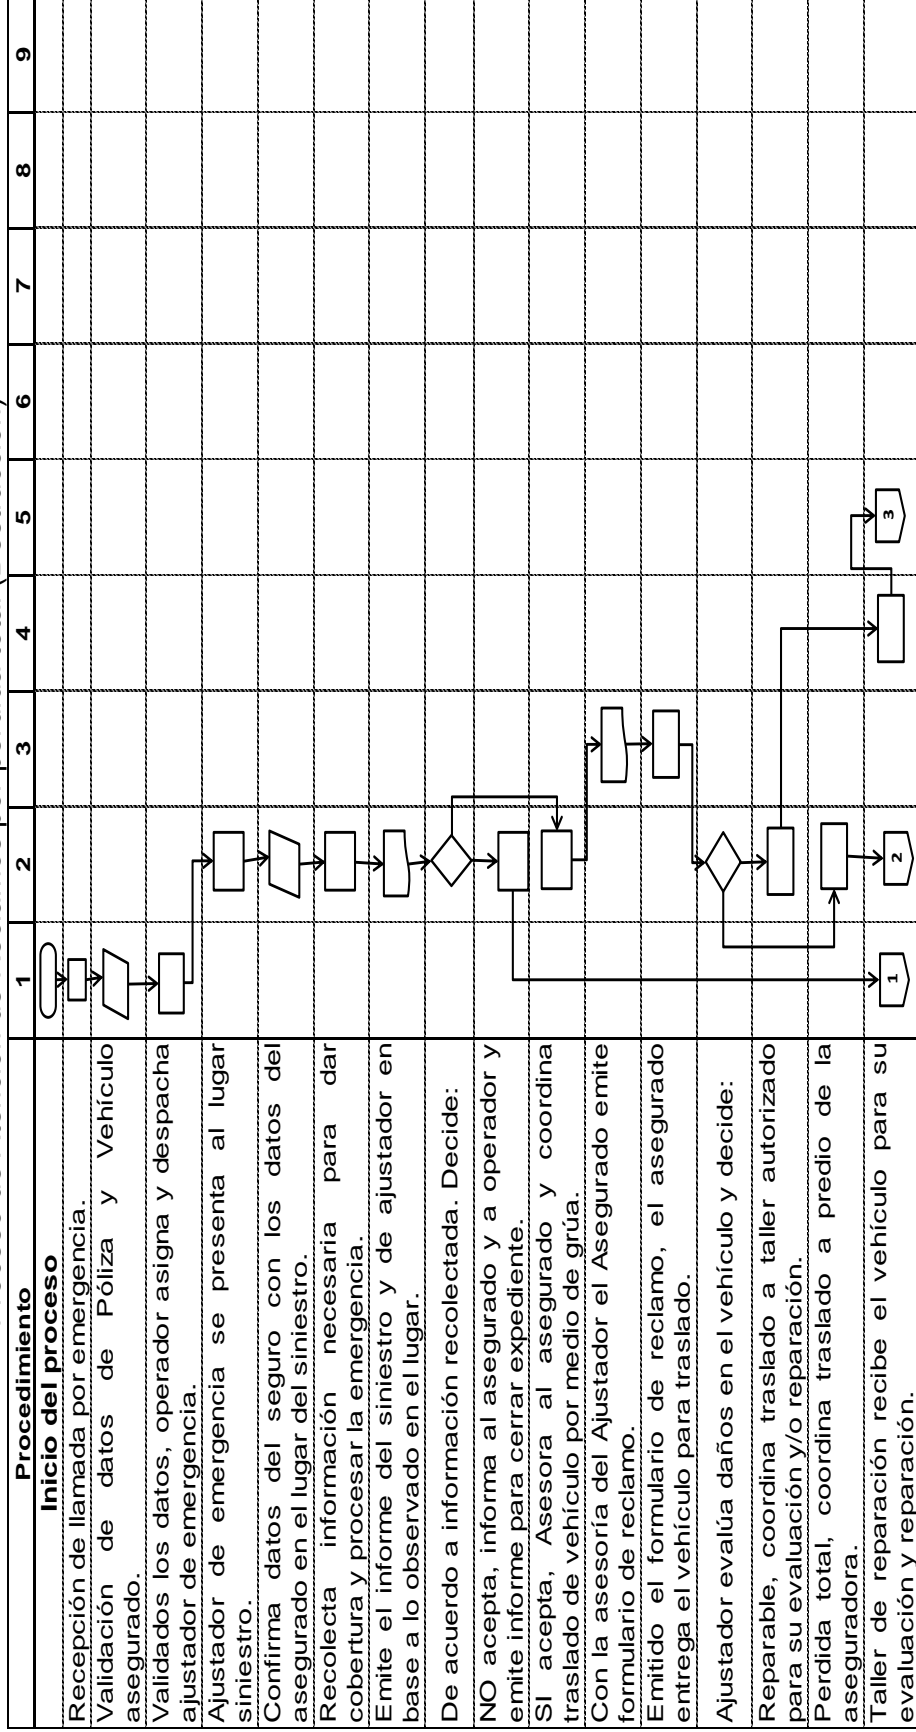 Procedimiento 1 2 3 4 5 6 7 8 9
Inicio del proceso
Recepción de llamada por emergencia.
Validación de datos de Póliza y Vehículo
asegurado.
Validados los datos, operador asigna y despacha
ajustador de emergencia.
Ajustador de emergencia se presenta al lugar
siniestro.
Confirma datos del seguro con los datos del
asegurado en el lugar del siniestro.
Recolecta información necesaria para dar
cobertura y procesar la emergencia.
Emite el informe del siniestro y de ajustador en
base a lo observado en el lugar.
De acuerdo a información recolectada. Decide:
NO acepta, informa al asegurado y a operador y
emite informe para cerrar expediente.
SI acepta, Asesora al asegurado y coordina
traslado de vehículo por medio de grúa.
Con la asesoría del Ajustador el Asegurado emite
formulario de reclamo.
Emitido el formulario de reclamo, el asegurado
entrega el vehículo para traslado.
Ajustador evalúa daños en el vehículo y decide:
Reparable, coordina traslado a taller autorizado
para su evaluación y/o reparación.
Perdida total, coordina traslado a predio de la
aseguradora.
Taller de reparación recibe el vehículo para su
evaluación y reparación.
1
2
3